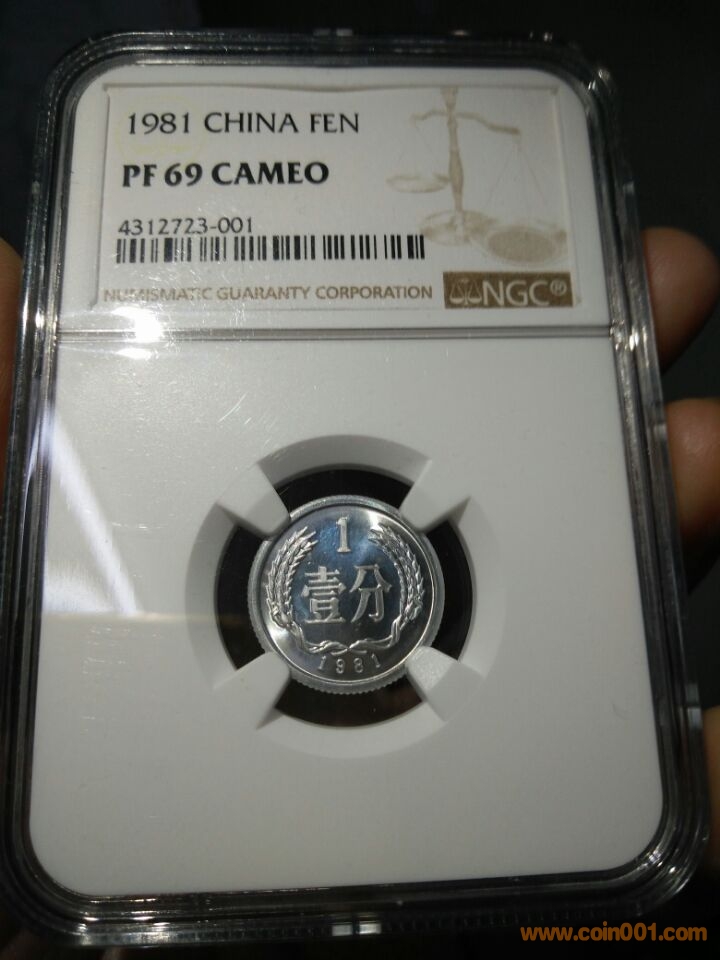 1981 CHINA FEN
PF 69 CAMEO
4312723-001
NUMISMATIC GUARANTY CORPORATION NGC®
1
壹分
1981
www.coin001.com